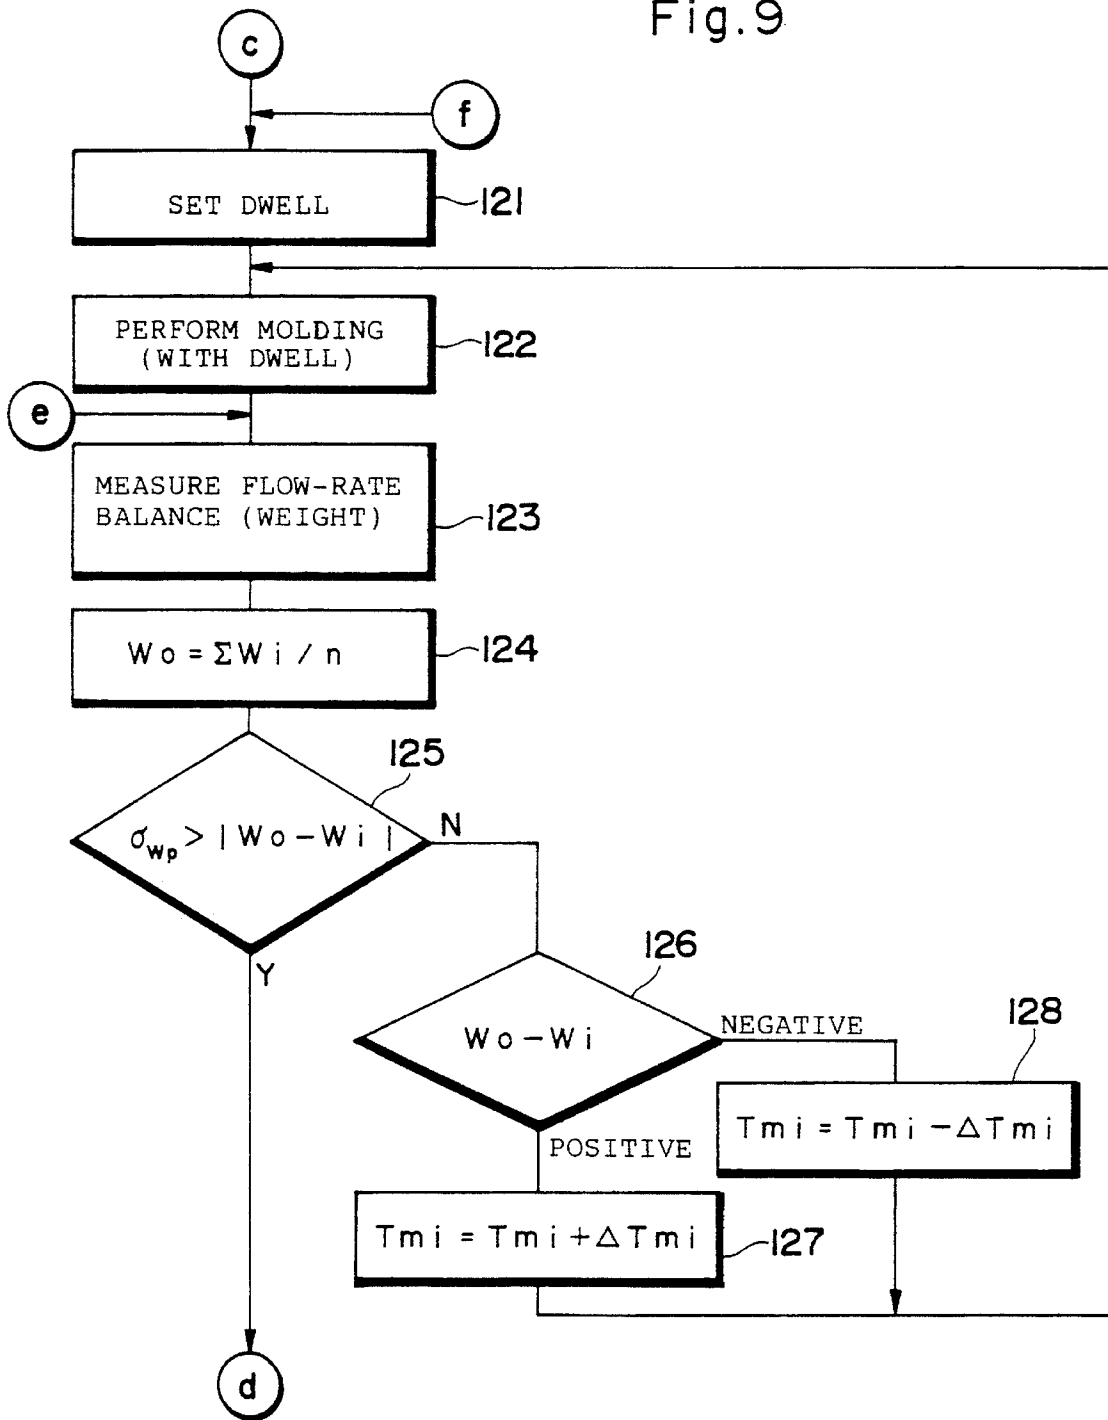 Fig.9
c
f
SET DWELL
121
PERFORM MOLDING
(WITH DWELL)
122
e
MEASURE FLOW-RATE
BALANCE (WEIGHT)
123
Wo=ΣWi/n
124
125
σwp>|Wo-Wi|
N
Y
126
Wo-Wi
NEGATIVE
128
Tmi=Tmi-ΔTmi
POSITIVE
Tmi=Tmi+ΔTmi
127
d